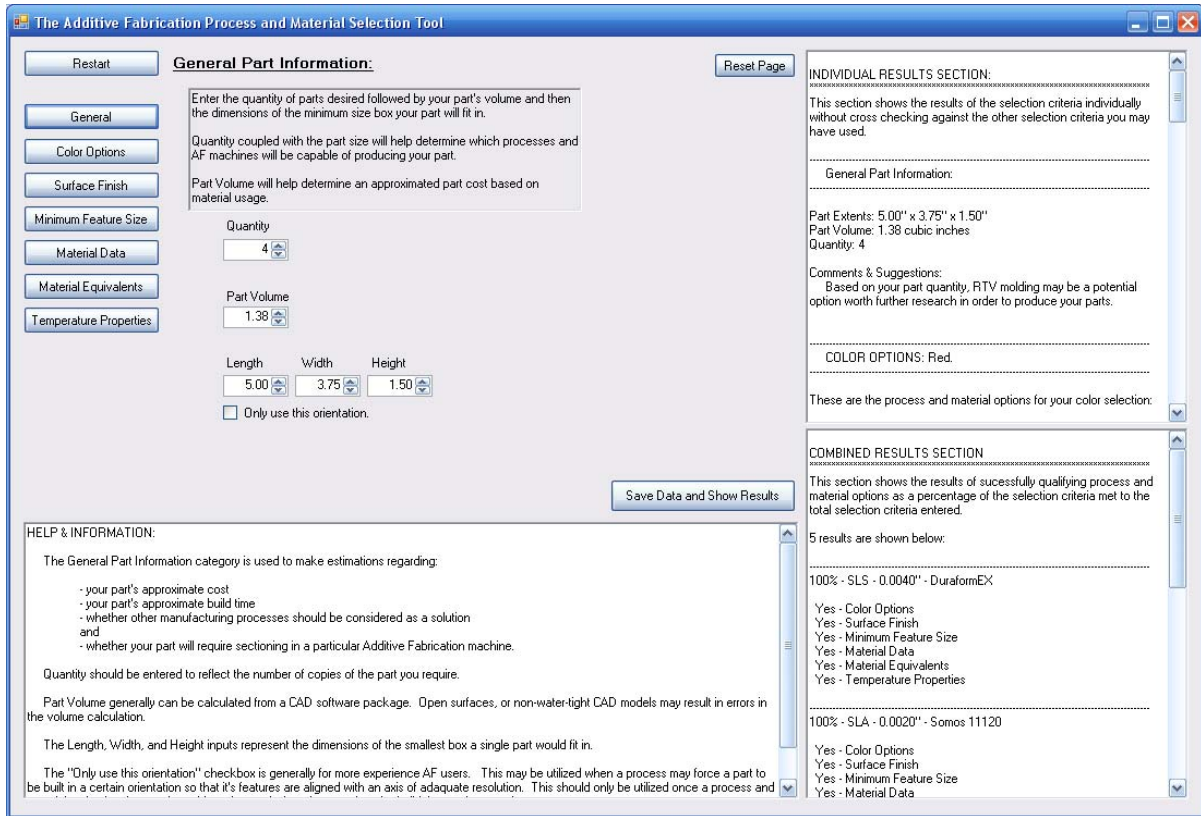 The Additive Fabrication Process and Material Selection Tool
Restart
General
Color Options
Surface Finish
Minimum Feature Size
Material Data
Material Equivalents
Temperature Properties
General Part Information:
Reset Page
Enter the quantity of parts desired followed by your part's volume and then
the dimensions of the minimum size box your part will fit in.
Quantity coupled with the part size will help determine which processes and
AF machines will be capable of producing your part.
Part Volume will help determine an approximated part cost based on
material usage.
Quantity
4
Part Volume
1.38
Length Width Height
5.00 3.75 1.50
Only use this orientation.
Save Data and Show Results
HELP & INFORMATION:
The General Part Information category is used to make estimations regarding:
- your part's approximate cost
- your part's approximate build time
- whether other manufacturing processes should be considered as a solution
and
- whether your part will require sectioning in a particular Additive Fabrication machine.
Quantity should be entered to reflect the number of copies of the part you require.
Part Volume generally can be calculated from a CAD software package. Open surfaces, or non-water-tight CAD models may result in errors in
the volume calculation.
The Length, Width, and Height inputs represent the dimensions of the smallest box a single part would fit in.
The "Only use this orientation" checkbox is generally for more experience AF users. This may be utilized when a process may force a part to
be built in a certain orientation so that it's features are aligned with an axis of adaquate resolution. This should only be utilized once a process and
INDIVIDUAL RESULTS SECTION:
This section shows the results of the selection criteria individually
without cross checking against the other selection criteria you may
have used.
General Part Information:
Part Extents: 5.00" x 3.75" x 1.50"
Part Volume: 1.38 cubic inches
Quantity: 4
Comments & Suggestions:
Based on your part quantity, RTV molding may be a potential
option worth further research in order to produce your parts.
COLOR OPTIONS: Red.
These are the process and material options for your color selection:
COMBINED RESULTS SECTION
This section shows the results of sucessfully qualifying process and
material options as a percentage of the selection criteria met to the
total selection criteria entered.
5 results are shown below:
100% - SLS - 0.0040" - DuraformEX
Yes - Color Options
Yes - Surface Finish
Yes - Minimum Feature Size
Yes - Material Data
Yes - Material Equivalents
Yes - Temperature Properties
100% - SLA - 0.0020" - Somos 11120
Yes - Color Options
Yes - Surface Finish
Yes - Minimum Feature Size
Yes - Material Data